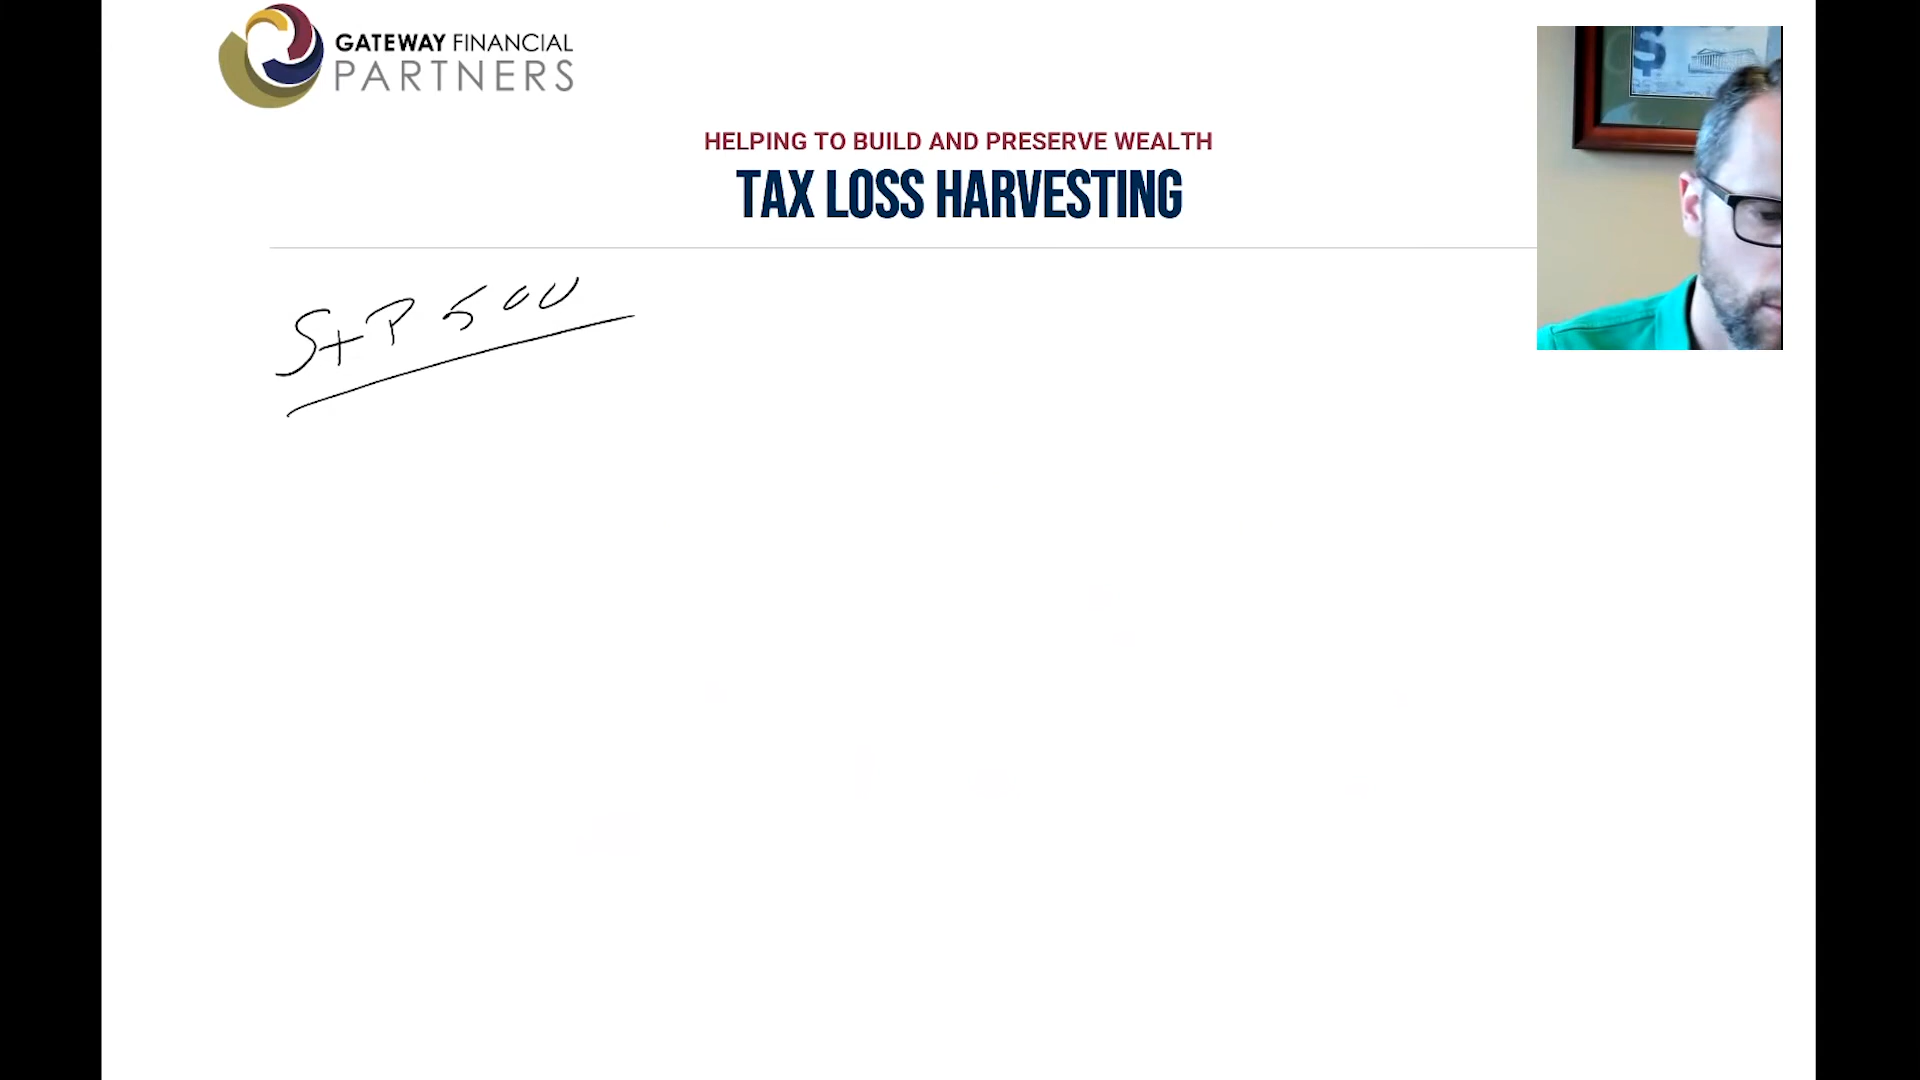 GATEWAY FINANCIAL
PARTNERS
HELPING TO BUILD AND PRESERVE WEALTH
TAX LOSS HARVESTING
S+P 500
$